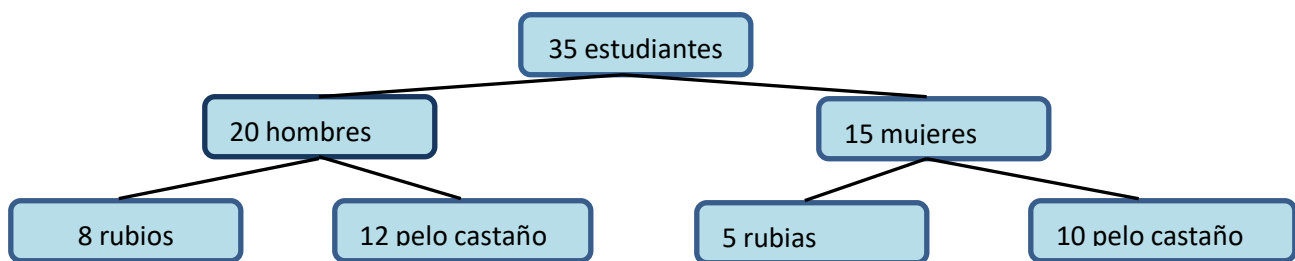 35 estudiantes
20 hombres
15 mujeres
8 rubios
12 pelo castaño
5 rubias
10 pelo castaño